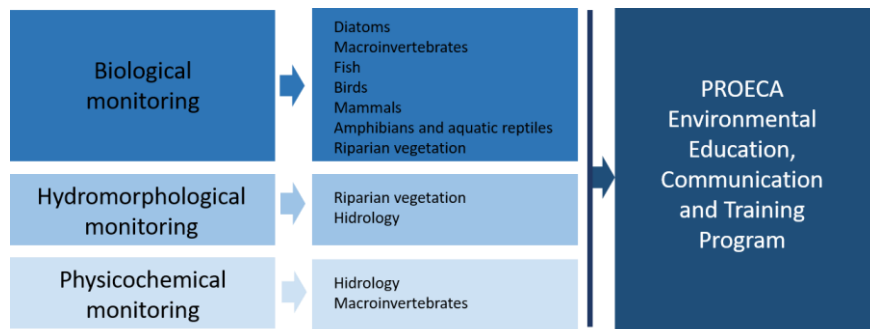 Biological
monitoring
Diatoms
Macroinvertebrates
Fish
Birds
Mammals
Amphibians and aquatic reptiles
Riparian vegetation
Hydromorphological
monitoring
Riparian vegetation
Hidrology
Physicochemical
monitoring
Hidrology
Macroinvertebrates
PROECA
Environmental
Education,
Communication
and Training
Program